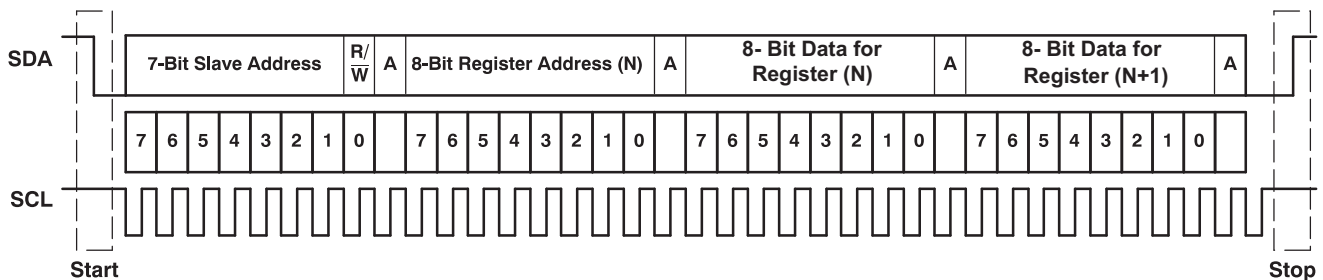 SDA
7-Bit Slave Address
R/
W̅
A
8-Bit Register Address (N)
A
8- Bit Data for
Register (N)
A
8- Bit Data for
Register (N+1)
A
7 6 5 4 3 2 1 0 7 6 5 4 3 2 1 0 7 6 5 4 3 2 1 0 7 6 5 4 3 2 1 0
SCL
Start
Stop